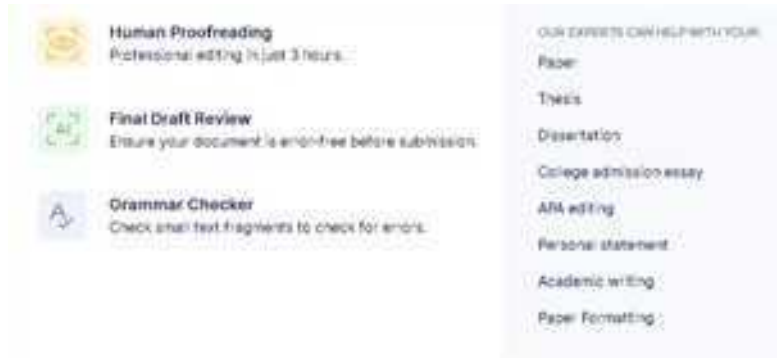 Human Proofreading
Professional editing in just 3 hours.
Final Draft Review
Ensure your document is error-free before submission.
Grammar Checker
Check small text fragments to check for errors.
OUR EXPERTS CAN HELP WITH YOUR:
Paper
Thesis
Dissertation
College admission essay
APA editing
Personal statement
Academic writing
Paper Formatting